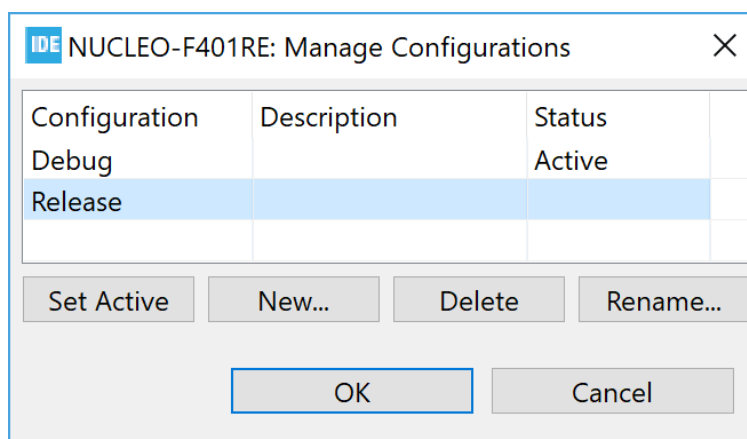 IDE NUCLEO-F401RE: Manage Configurations
Configuration Description Status
Debug Active
Release
Set Active New... Delete Rename...
OK Cancel